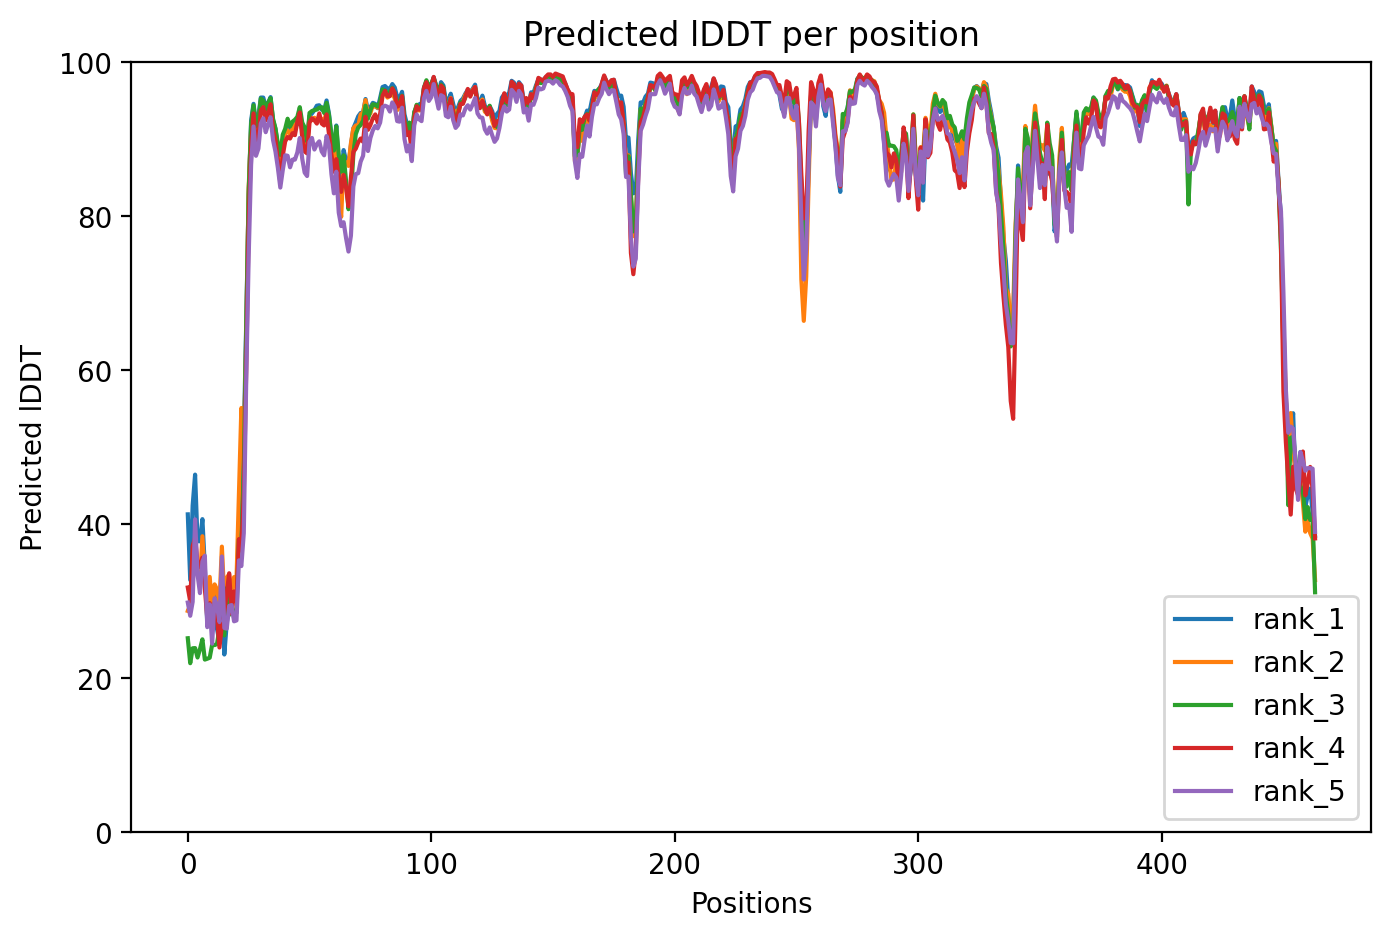 Predicted lDDT per position
Predicted lDDT
100
80
60
40
20
0
0 100 200 300 400
Positions
rank_1
rank_2
rank_3
rank_4
rank_5